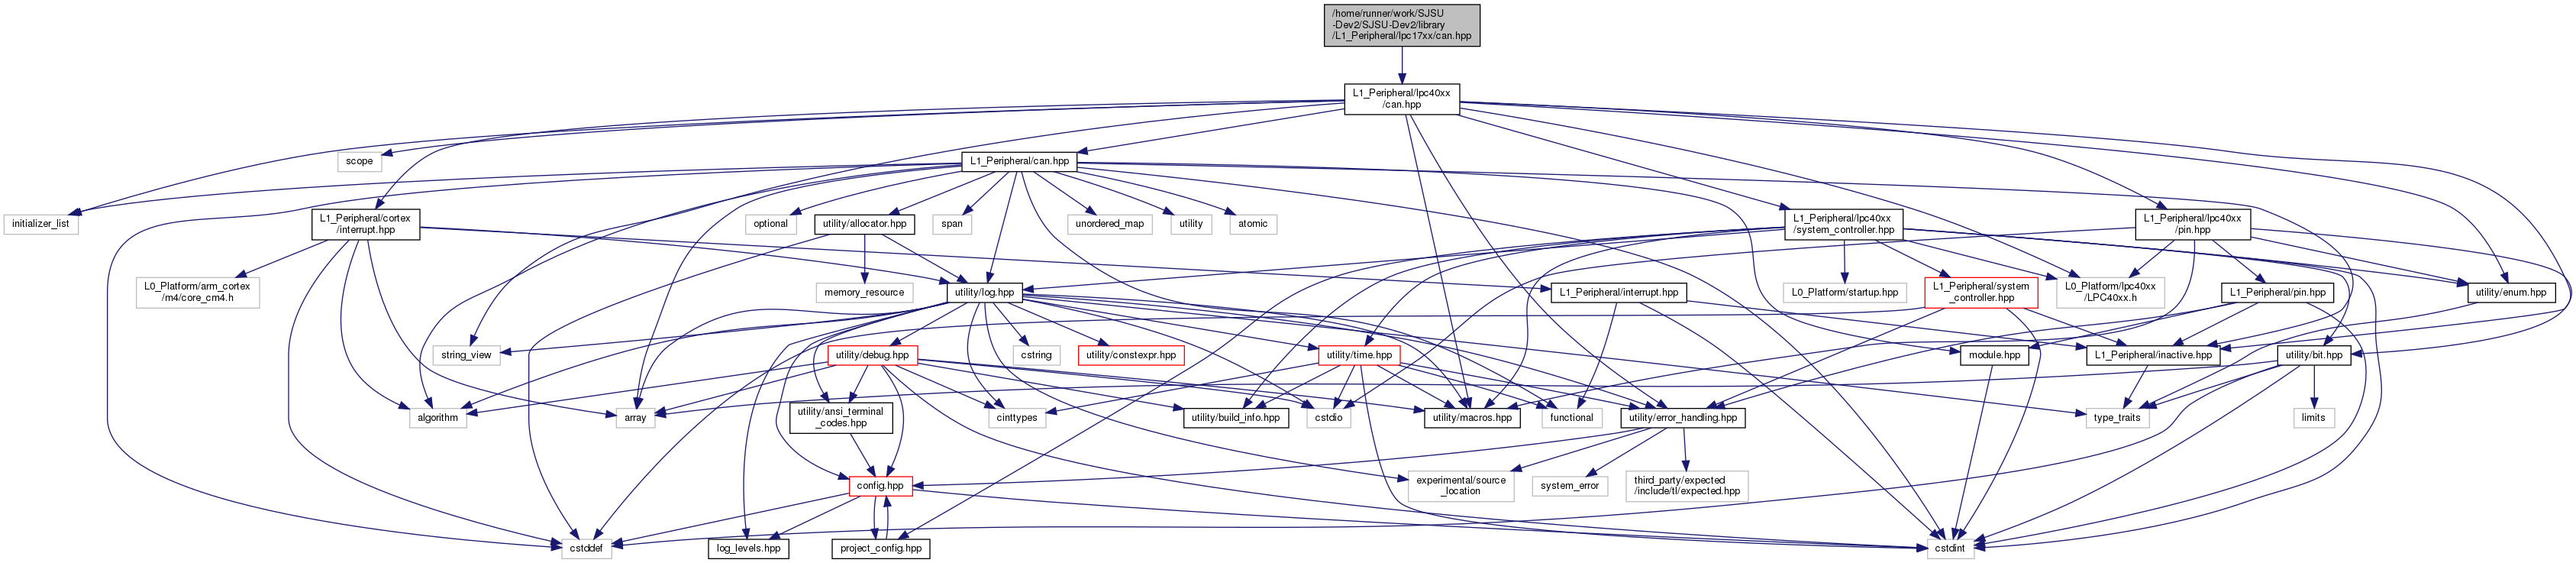 /home/runner/work/SJSU
-Dev2/SJSU-Dev2/library
/L1_Peripheral/lpc17xx/can.hpp
L1_Peripheral/lpc40xx
/can.hpp
scope
L1_Peripheral/can.hpp
initializer_list
L1_Peripheral/cortex
/interrupt.hpp
optional
utility/allocator.hpp
span
unordered_map
utility
atomic
L1_Peripheral/lpc40xx
/system_controller.hpp
L1_Peripheral/lpc40xx
/pin.hpp
L0_Platform/arm_cortex
/m4/core_cm4.h
memory_resource
utility/log.hpp
L1_Peripheral/interrupt.hpp
L0_Platform/startup.hpp
L1_Peripheral/system
_controller.hpp
L0_Platform/lpc40xx
/LPC40xx.h
L1_Peripheral/pin.hpp
utility/enum.hpp
string_view
utility/debug.hpp
cstring
utility/constexpr.hpp
utility/time.hpp
module.hpp
L1_Peripheral/inactive.hpp
utility/bit.hpp
algorithm
array
utility/ansi_terminal
_codes.hpp
cinttypes
utility/build_info.hpp
cstdio
utility/macros.hpp
functional
utility/error_handling.hpp
type_traits
limits
config.hpp
experimental/source
_location
system_error
third_party/expected
/include/tl/expected.hpp
cstddef
log_levels.hpp
project_config.hpp
cstdint